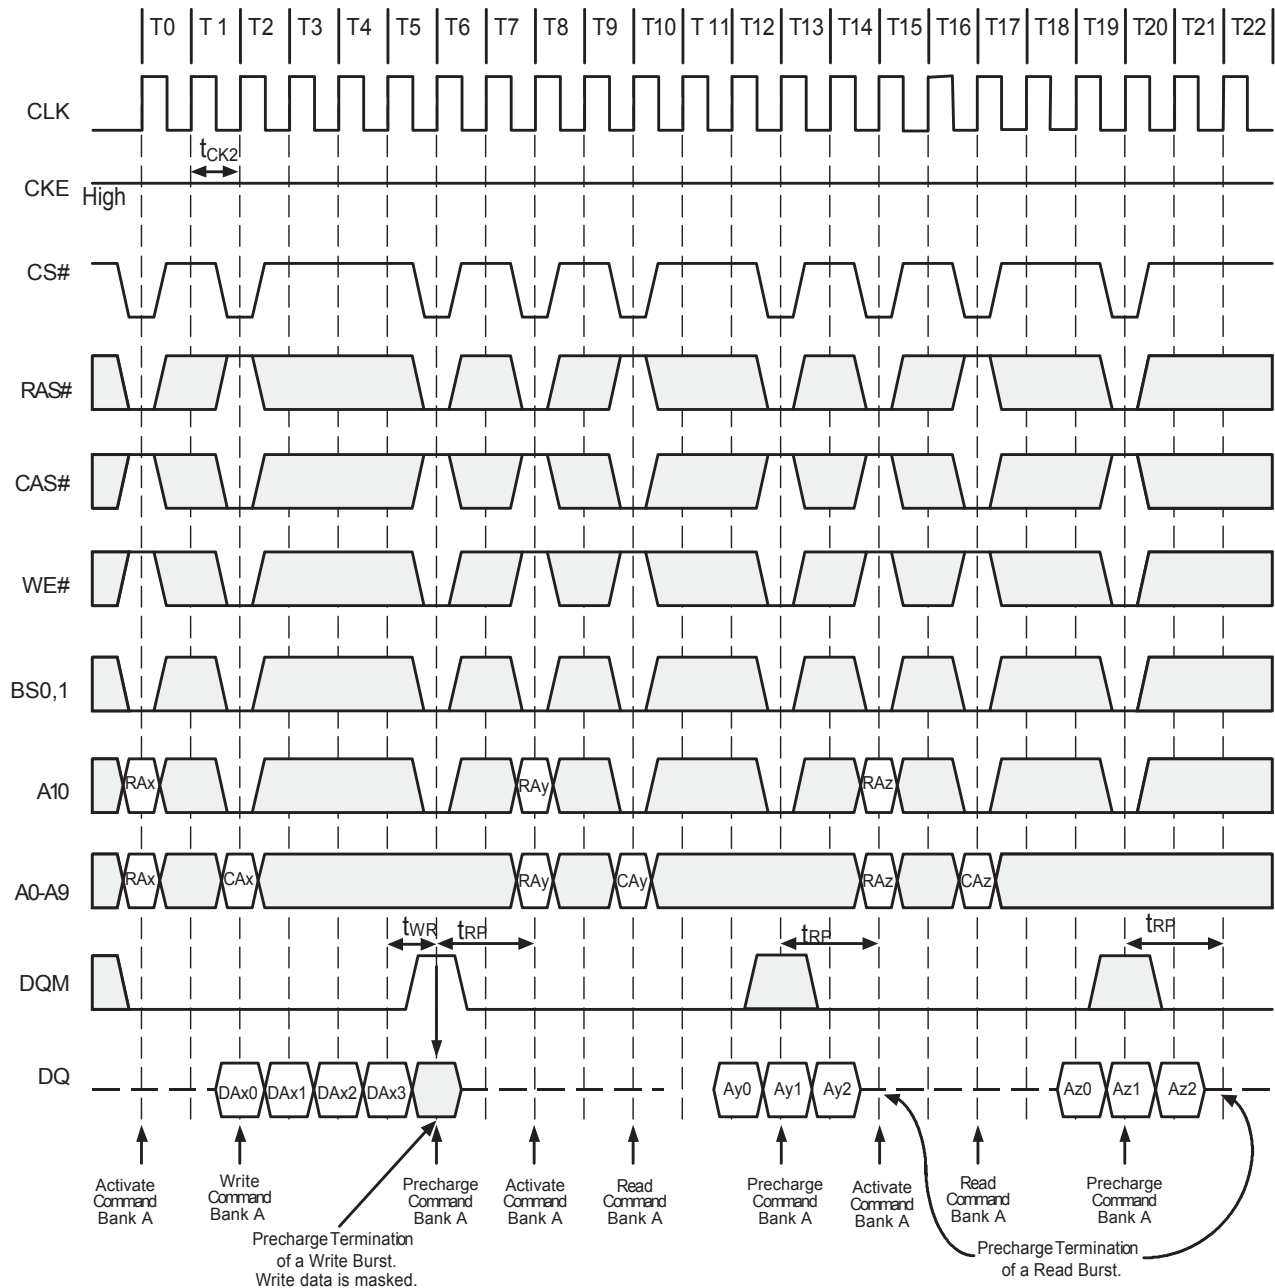 T0 T 1 T2 T3 T4 T5 T6 T7 T8 T9 T10 T 11 T12 T13 T14 T15 T16 T17 T18 T19 T20 T21 T22
CLK
tCK2
CKE
High
CS#
RAS#
CAS#
WE#
BS0,1
A10 RAx RAy RAz
A0-A9 RAx CAx RAy CAy RAz CAz
tWR tRP tRP tRP
DQM
DQ DAx0 DAx1 DAx2 DAx3 Ay0 Ay1 Ay2 Az0 Az1 Az2
Activate
Command
Bank A
Write
Command
Bank A
Precharge
Command
Bank A
Activate
Command
Bank A
Read
Command
Bank A
Precharge
Command
Bank A
Activate
Command
Bank A
Read
Command
Bank A
Precharge
Command
Bank A
Precharge Termination
of a Write Burst.
Write data is masked.
Precharge Termination
of a Read Burst.